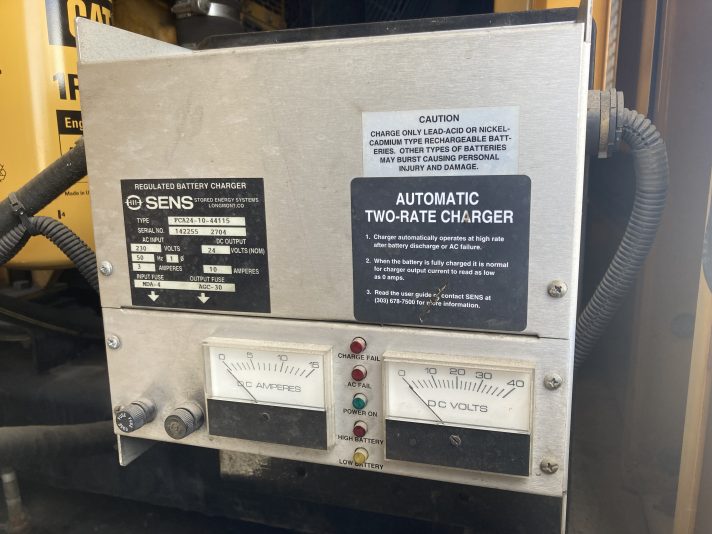 CAT
1R
Eng
Made in U
CAUTION
CHARGE ONLY LEAD-ACID OR NICKEL-
CADMIUM TYPE RECHARGEABLE BATT-
ERIES. OTHER TYPES OF BATTERIES
MAY BURST CAUSING PERSONAL
INJURY AND DAMAGE.
REGULATED BATTERY CHARGER
SENS STORED ENERGY SYSTEMS
LONGMONT, CO
TYPE FCA24-10-44115
SERIAL NO. 142255 2704
AC INPUT DC OUTPUT
230 VOLTS 24 VOLTS (NOM)
50 Hz 1 Ø
3 AMPERES 10 AMPERES
INPUT FUSE OUTPUT FUSE
MDA-4 AGC-30
AUTOMATIC
TWO-RATE CHARGER
1. Charger automatically operates at high rate
after battery discharge or AC failure.
2. When the battery is fully charged it is normal
for charger output current to read as low
as 0 amps.
3. Read the user guide or contact SENS at
(303) 678-7500 for more information.
0 5 10 15
DC AMPERES
CHARGE FAIL
AC FAIL
POWER ON
HIGH BATTERY
LOW BATTERY
0 10 20 30 40
DC VOLTS